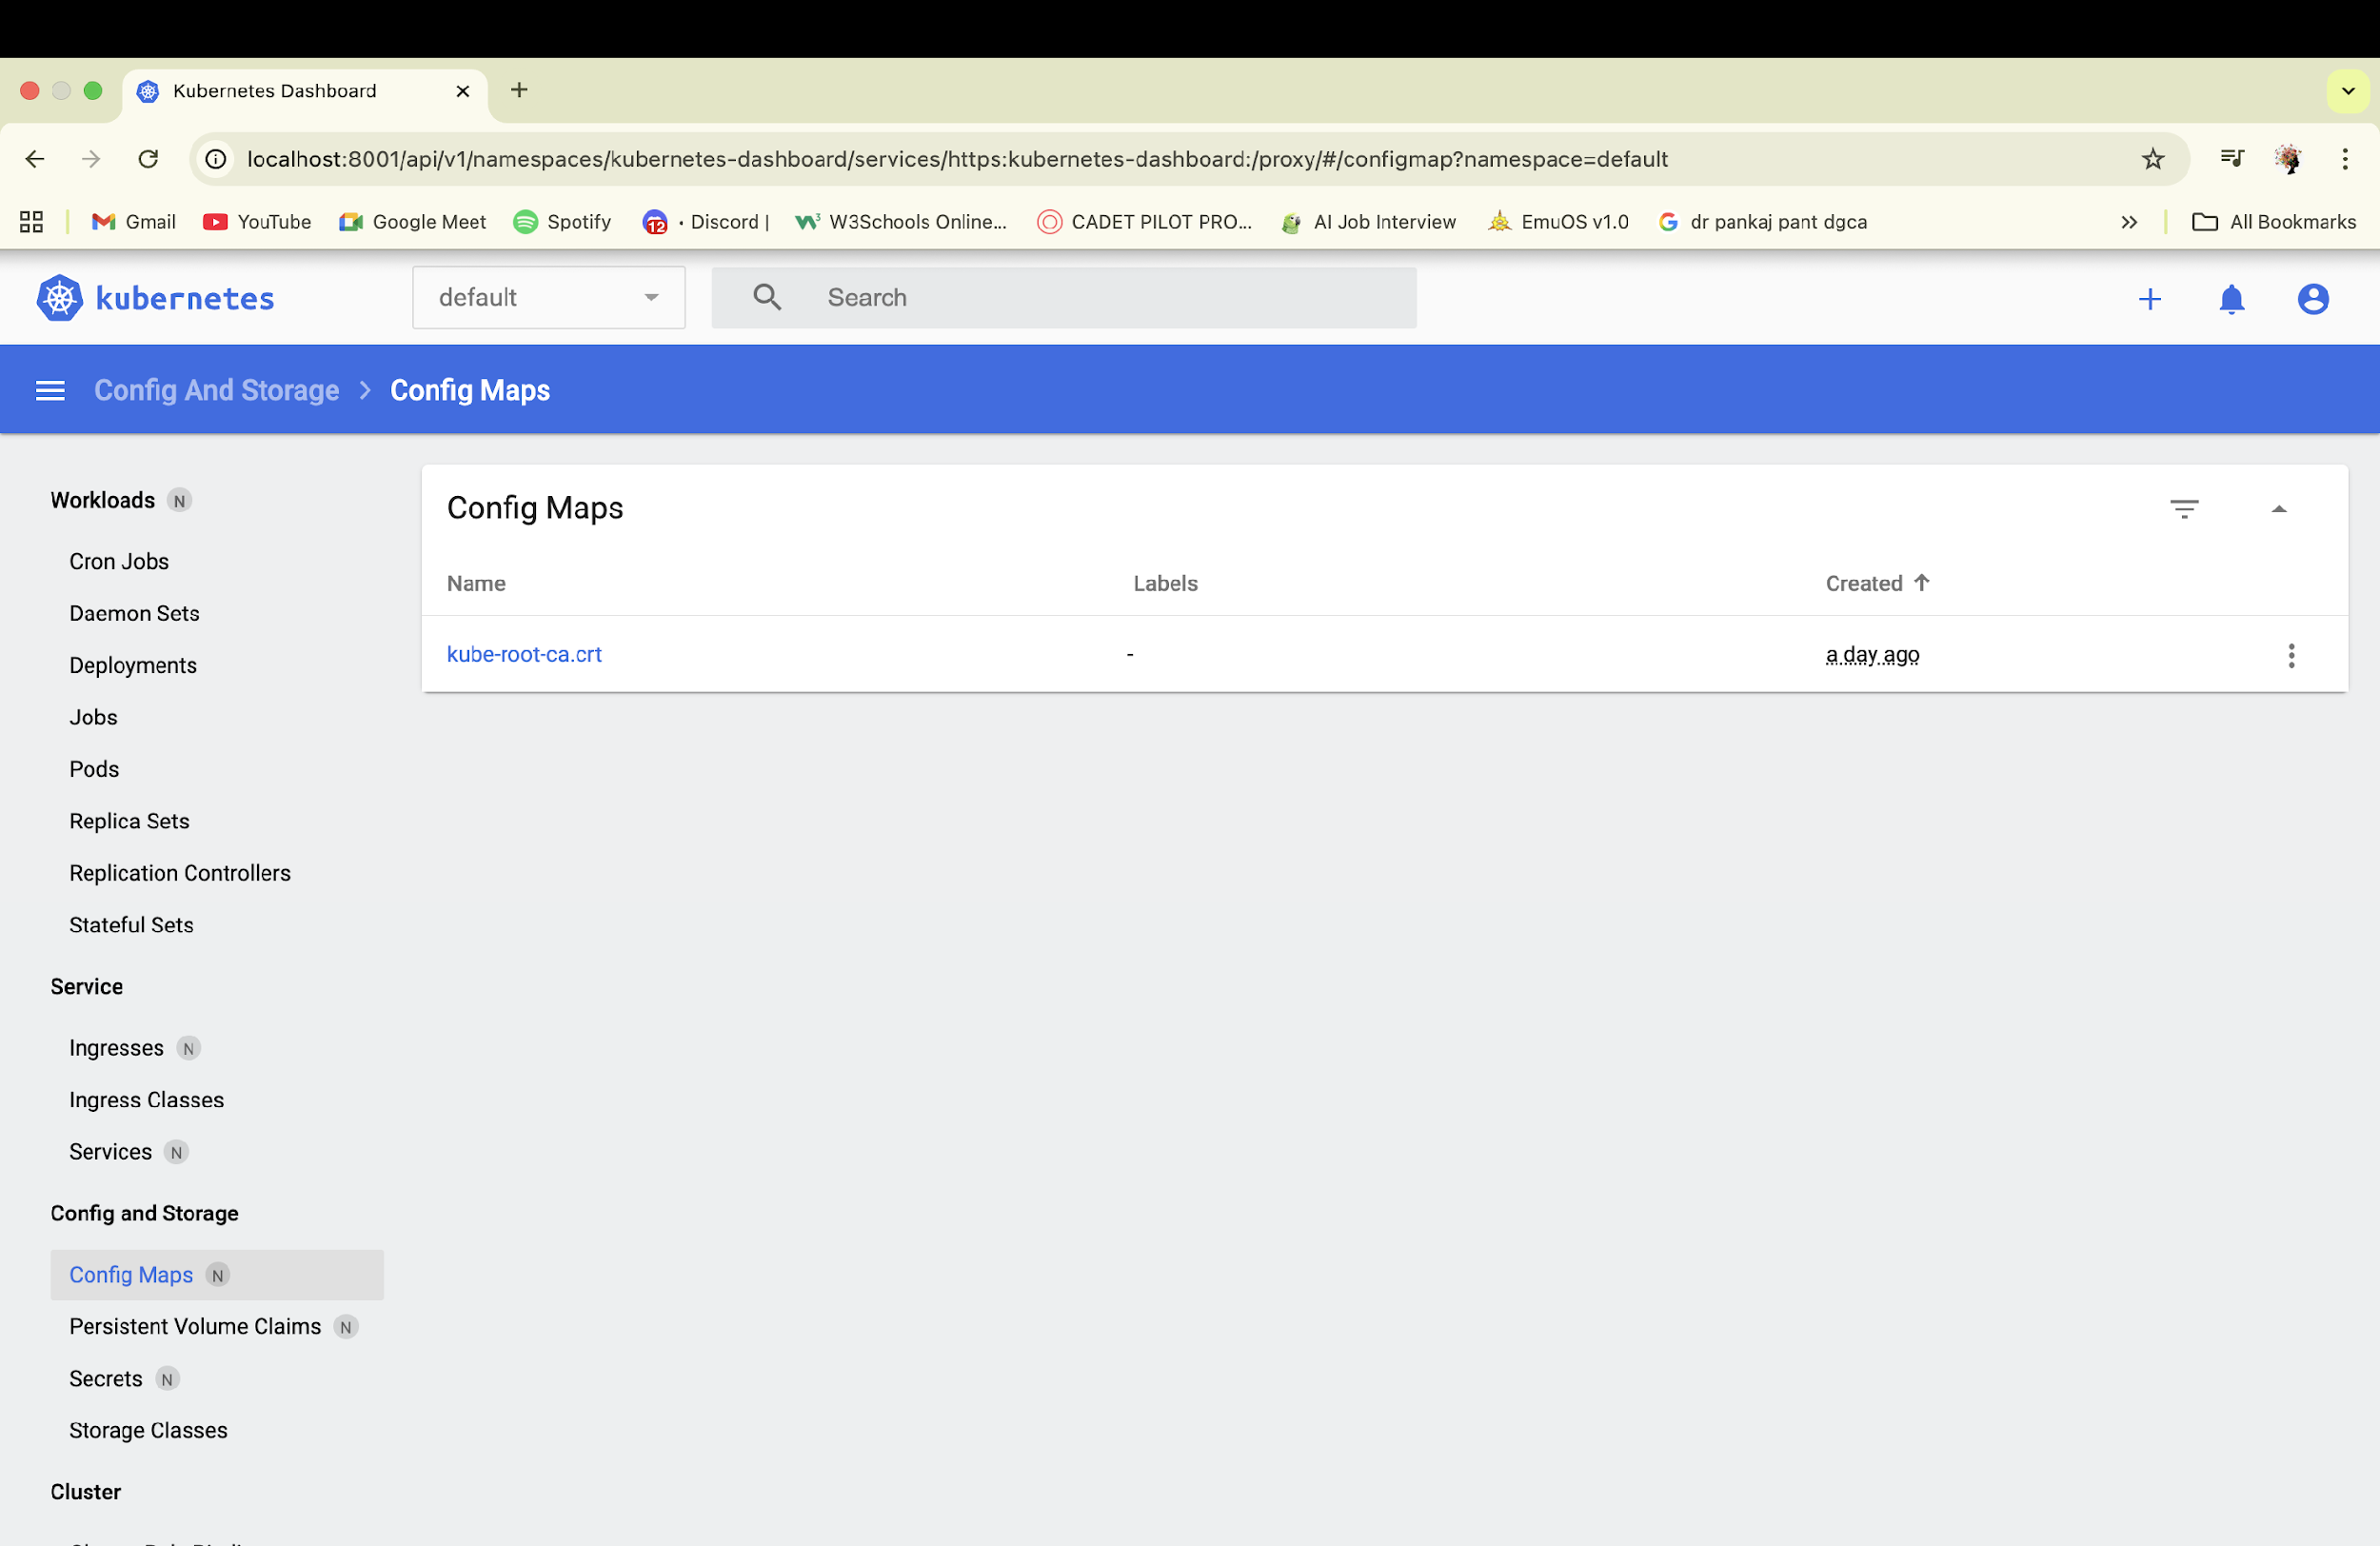 Kubernetes Dashboard
localhost:8001/api/v1/namespaces/kubernetes-dashboard/services/https:kubernetes-dashboard:/proxy/#/configmap?namespace=default
Gmail YouTube Google Meet Spotify 12 • Discord | W3Schools Online... CADET PILOT PRO... AI Job Interview EmuOS v1.0 dr pankaj pant dgca All Bookmarks
kubernetes default Search
Config And Storage > Config Maps
Workloads N
Cron Jobs
Daemon Sets
Deployments
Jobs
Pods
Replica Sets
Replication Controllers
Stateful Sets
Service
Ingresses N
Ingress Classes
Services N
Config and Storage
Config Maps N
Persistent Volume Claims N
Secrets N
Storage Classes
Cluster
Config Maps
Name Labels Created
kube-root-ca.crt - a day ago